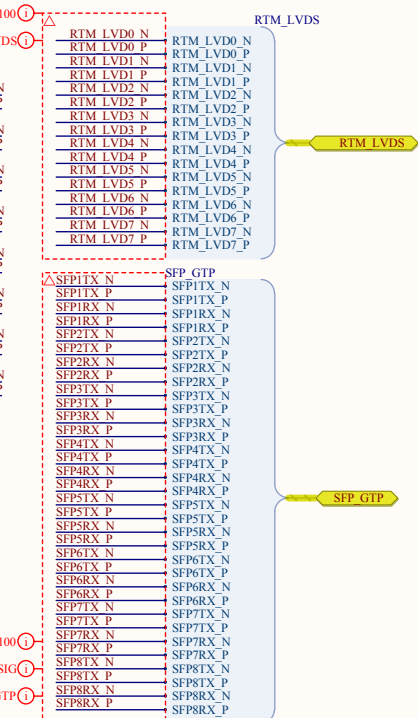 100 i
RTM_LVDS
DS i
RTM_LVD0_N RTM_LVD0_N
RTM_LVD0_P RTM_LVD0_P
RTM_LVD1_N RTM_LVD1_N
RTM_LVD1_P RTM_LVD1_P
RTM_LVD2_N RTM_LVD2_N
RTM_LVD2_P RTM_LVD2_P
RTM_LVD3_N RTM_LVD3_N
RTM_LVD3_P RTM_LVD3_P
RTM_LVD4_N RTM_LVD4_N
RTM_LVD4_P RTM_LVD4_P
RTM_LVD5_N RTM_LVD5_N
RTM_LVD5_P RTM_LVD5_P
RTM_LVD6_N RTM_LVD6_N
RTM_LVD6_P RTM_LVD6_P
RTM_LVD7_N RTM_LVD7_N
RTM_LVD7_P RTM_LVD7_P
RTM_LVDS
SFP_GTP
SFP1TX_N SFP1TX_N
SFP1TX_P SFP1TX_P
SFP1RX_N SFP1RX_N
SFP1RX_P SFP1RX_P
SFP2TX_N SFP2TX_N
SFP2TX_P SFP2TX_P
SFP2RX_N SFP2RX_N
SFP2RX_P SFP2RX_P
SFP3TX_N SFP3TX_N
SFP3TX_P SFP3TX_P
SFP3RX_N SFP3RX_N
SFP3RX_P SFP3RX_P
SFP4TX_N SFP4TX_N
SFP4TX_P SFP4TX_P
SFP4RX_N SFP4RX_N
SFP4RX_P SFP4RX_P
SFP5TX_N SFP5TX_N
SFP5TX_P SFP5TX_P
SFP5RX_N SFP5RX_N
SFP5RX_P SFP5RX_P
SFP6TX_N SFP6TX_N
SFP6TX_P SFP6TX_P
SFP6RX_N SFP6RX_N
SFP6RX_P SFP6RX_P
SFP7TX_N SFP7TX_N
SFP7TX_P SFP7TX_P
SFP7RX_N SFP7RX_N
SFP7RX_P SFP7RX_P
SFP8TX_N SFP8TX_N
SFP8TX_P SFP8TX_P
SFP8RX_N SFP8RX_N
SFP8RX_P SFP8RX_P
SFP_GTP
100 i
SIG i
GTP i